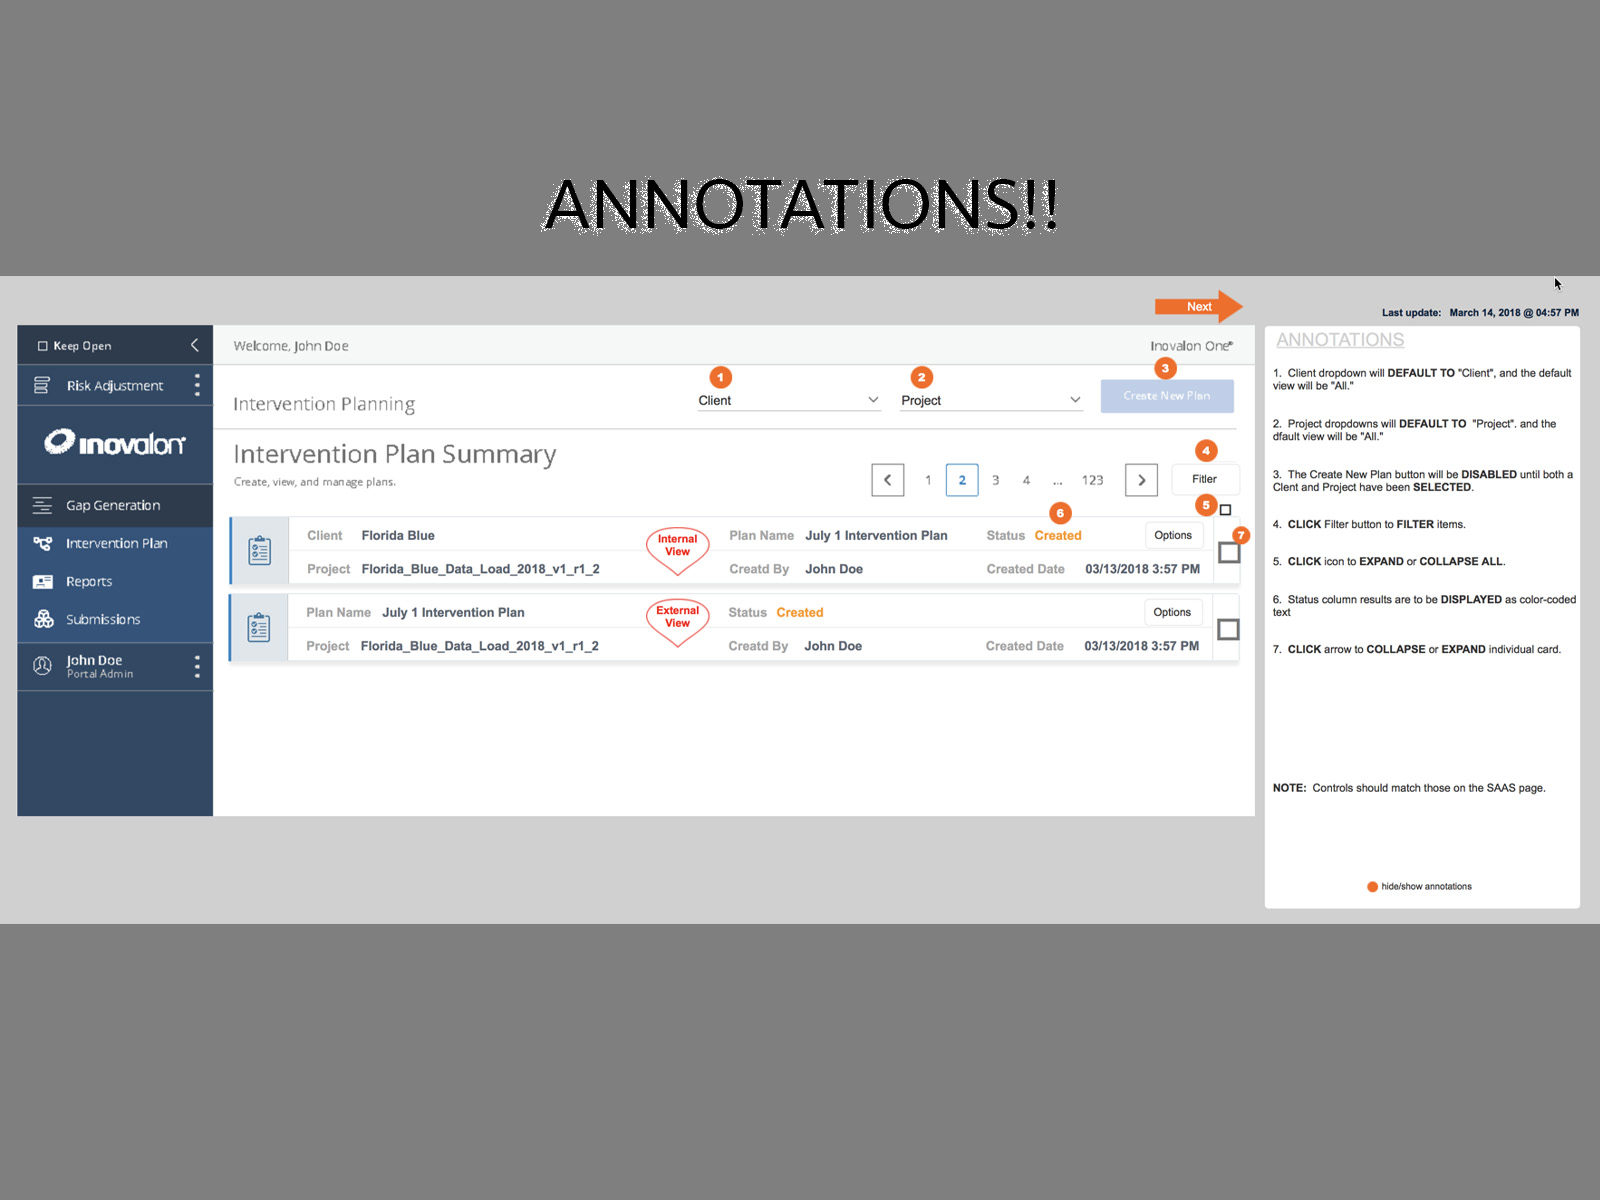 ANNOTATIONS!!
Next
Last update: March 14, 2018 @ 04:57 PM
Keep Open
Welcome, John Doe
Inovalon One®
Risk Adjustment
1
2
3
Client
Project
Create New Plan
Intervention Planning
inovalon
Intervention Plan Summary
Create, view, and manage plans.
1 2 3 4 ... 123
4
Fitler
5
6
7
Gap Generation
Intervention Plan
Reports
Submissions
John Doe
Portal Admin
Client Florida Blue
Internal
View
Plan Name July 1 Intervention Plan
Status Created
Options
Project Florida_Blue_Data_Load_2018_v1_r1_2
Creatd By John Doe
Created Date 03/13/2018 3:57 PM
Plan Name July 1 Intervention Plan
External
View
Status Created
Options
Project Florida_Blue_Data_Load_2018_v1_r1_2
Creatd By John Doe
Created Date 03/13/2018 3:57 PM
ANNOTATIONS
1. Client dropdown will DEFAULT TO "Client", and the default
view will be "All."
2. Project dropdowns will DEFAULT TO "Project". and the
dfault view will be "All."
3. The Create New Plan button will be DISABLED until both a
Clent and Project have been SELECTED.
4. CLICK Filter button to FILTER items.
5. CLICK icon to EXPAND or COLLAPSE ALL.
6. Status column results are to be DISPLAYED as color-coded
text
7. CLICK arrow to COLLAPSE or EXPAND individual card.
NOTE: Controls should match those on the SAAS page.
hide/show annotations